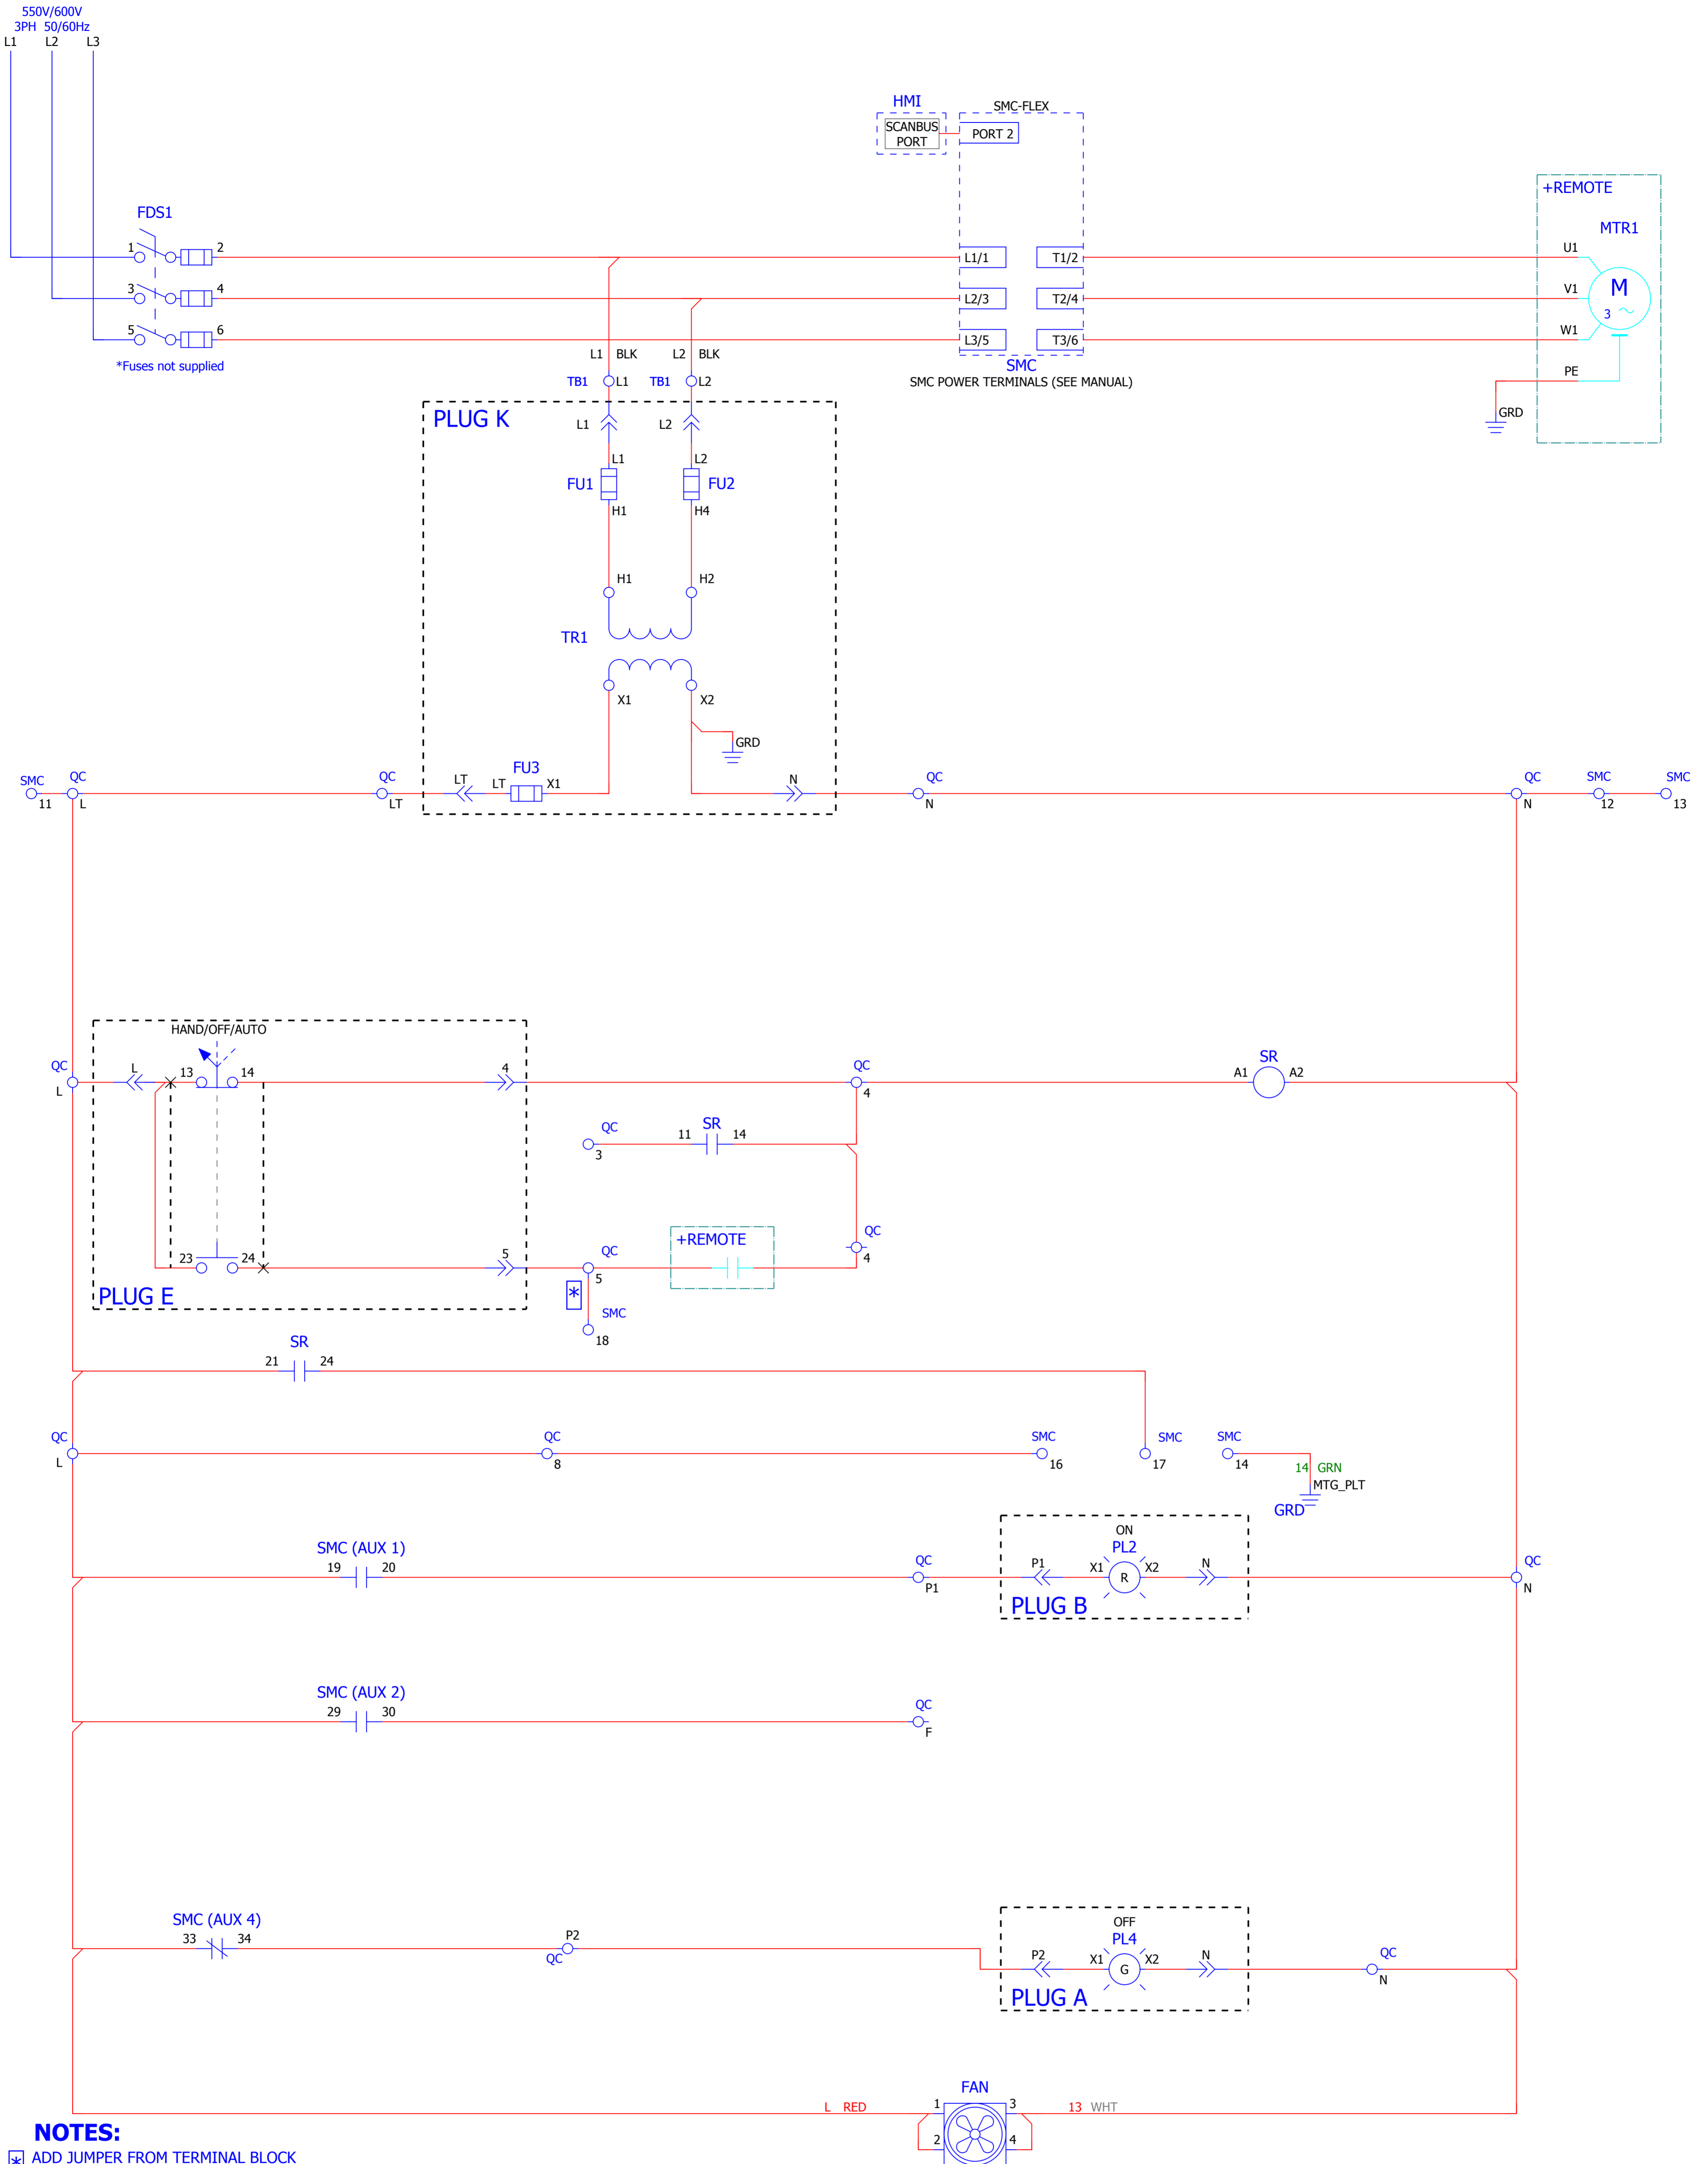 550V/600V
3PH 50/60Hz
L1 L2 L3
HMI
SCANBUS
PORT
SMC-FLEX
PORT 2
+REMOTE
MTR1
FDS1
1 2
3 4
5 6
*Fuses not supplied
L1/1 T1/2
L2/3 T2/4
L3/5 T3/6
SMC
SMC POWER TERMINALS (SEE MANUAL)
U1
V1
W1
PE
M
3
GRD
L1 BLK L2 BLK
TB1 L1 TB1 L2
PLUG K
L1 L2
L1 L2
FU1 FU2
H1 H4
H1 H2
TR1
X1 X2
GRD
SMC
11
QC
L
QC
LT
LT
LT
FU3
X1
N
QC
N
QC
N
SMC
12
SMC
13
HAND/OFF/AUTO
QC
L
L
13 14
4
QC
4
SR
A1 A2
QC
3
SR
11 14
QC
4
23 24
5
QC
5
+REMOTE
*
SMC
18
PLUG E
SR
21 24
QC
L
QC
8
SMC
16
SMC
17
SMC
14
14 GRN
MTG_PLT
GRD
SMC (AUX 1)
19 20
QC
P1
ON
PL2
P1
X1 R X2
N
PLUG B
QC
N
SMC (AUX 2)
29 30
QC
F
SMC (AUX 4)
33 34
P2
QC
OFF
PL4
P2
X1 G X2
N
PLUG A
QC
N
FAN
L RED
1 3
13 WHT
2 4
NOTES:
* ADD JUMPER FROM TERMINAL BLOCK